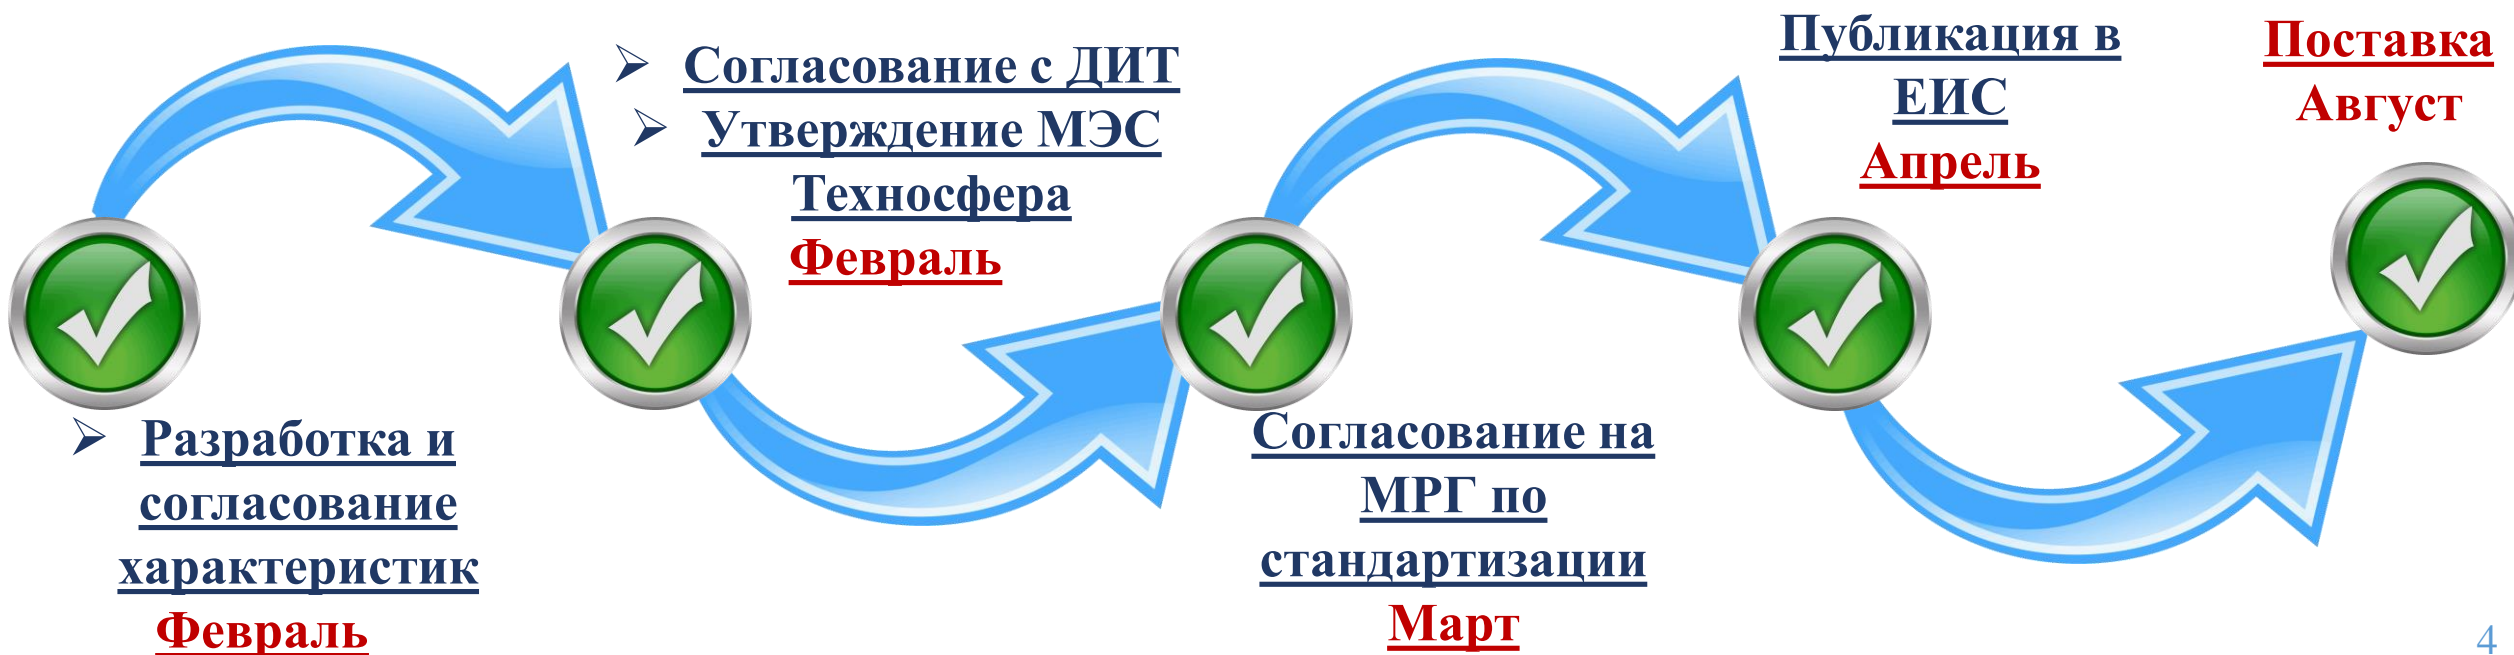 Разработка и
согласование
характеристик
Февраль
Согласование с ДИТ
Утверждение МЭС
Техносфера
Февраль
Согласование на
МРГ по
стандартизации
Март
Публикация в
ЕИС
Апрель
Поставка
Август
4